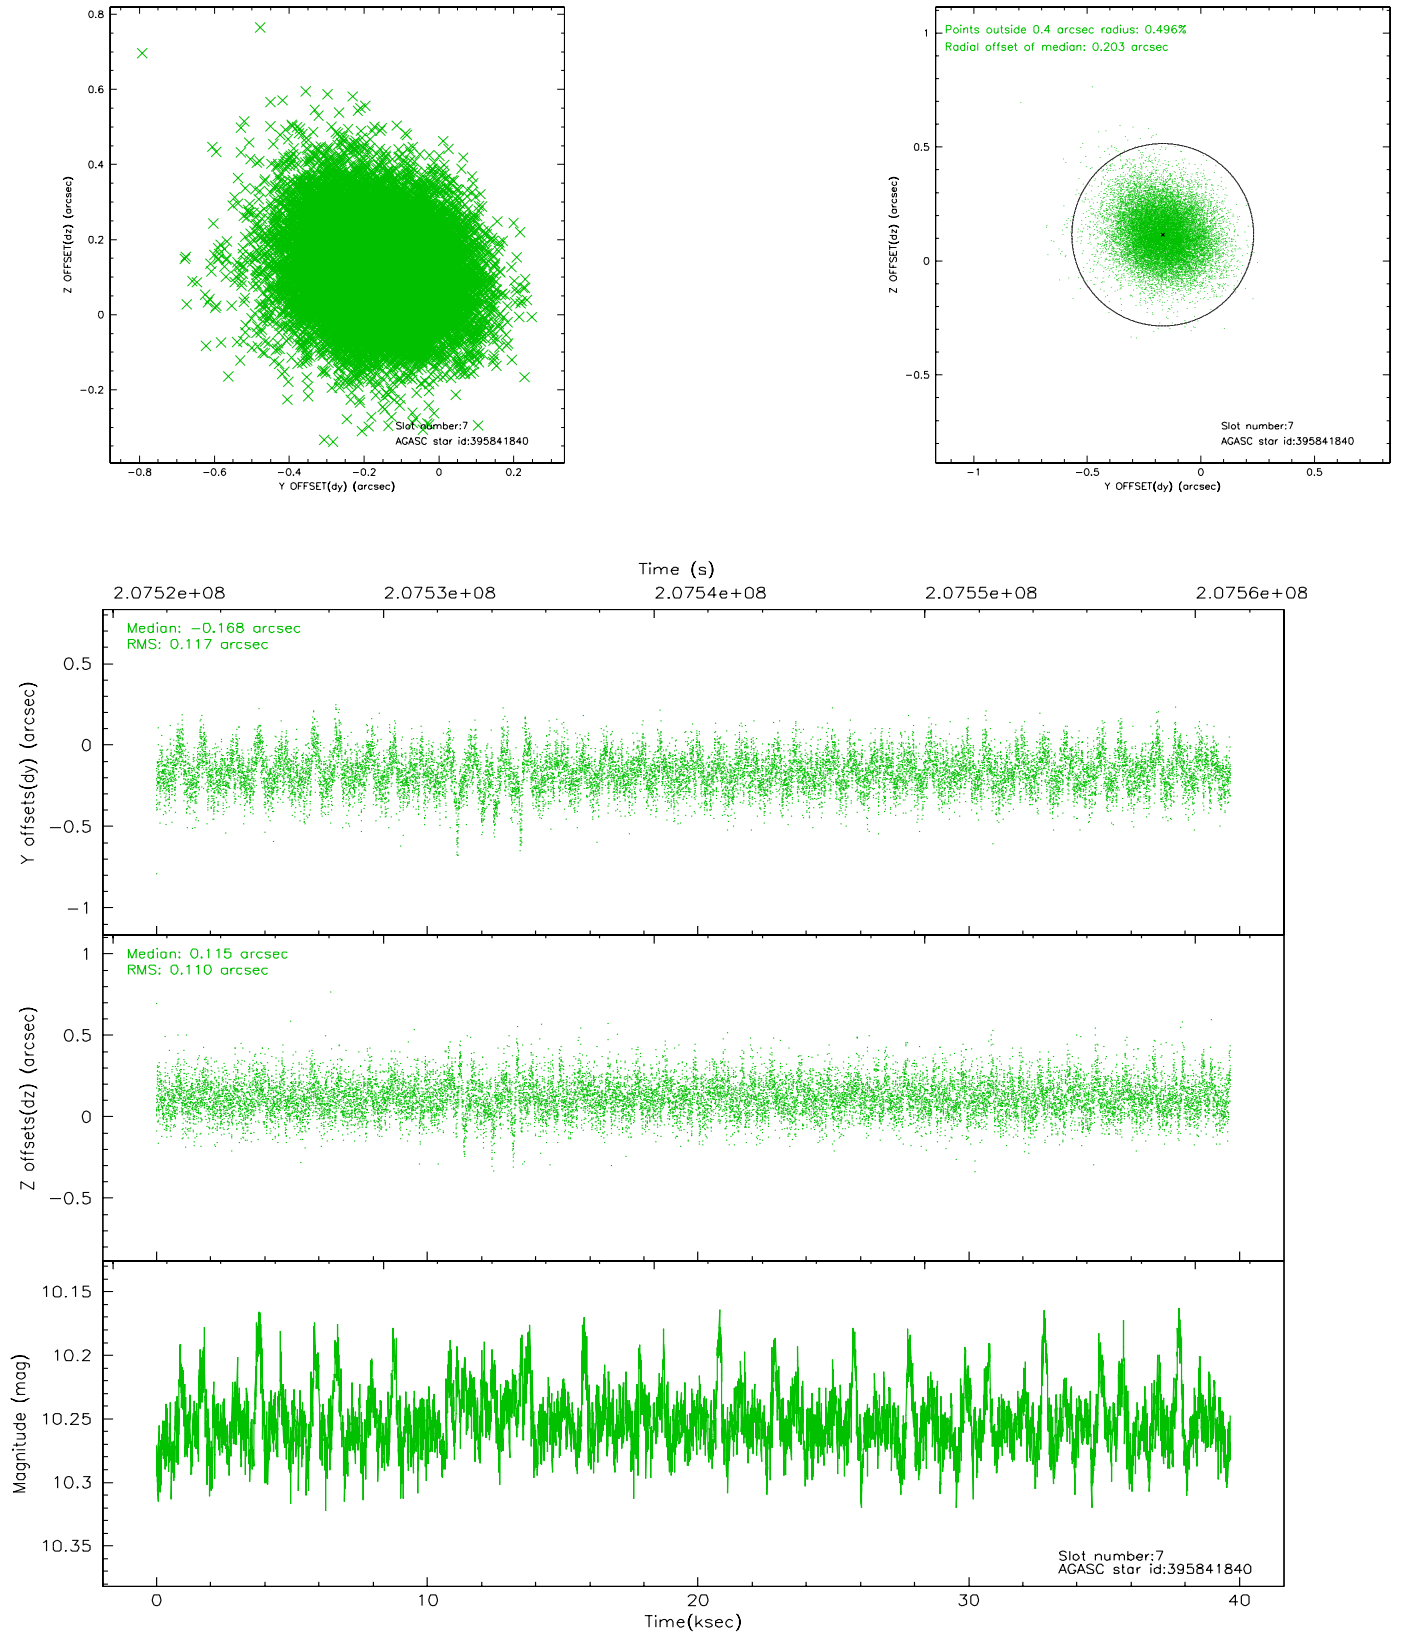 0.8
0.6
0.4
0.2
0
−0.2
−0.8
−0.6
−0.4
−0.2
0
0.2
Z OFFSET(dz) (arcsec)
Y OFFSET(dy) (arcsec)
Slot number:7
AGASC star id:395841840
Points outside 0.4 arcsec radius: 0.496%
Radial offset of median: 0.203 arcsec
1
0.5
0
−0.5
−1
−0.5
0
0.5
Z OFFSET(dz) (arcsec)
Y OFFSET(dy) (arcsec)
Slot number:7
AGASC star id:395841840
Time (s)
2.0752e+08
2.0753e+08
2.0754e+08
2.0755e+08
2.0756e+08
Median: −0.168 arcsec
RMS: 0.117 arcsec
0.5
0
−0.5
−1
Y offsets(dy) (arcsec)
Median: 0.115 arcsec
RMS: 0.110 arcsec
1
0.5
0
−0.5
Z offsets(dz) (arcsec)
10.15
10.2
10.25
10.3
10.35
Magnitude (mag)
Slot number:7
AGASC star id:395841840
0
10
20
30
40
Time(ksec)